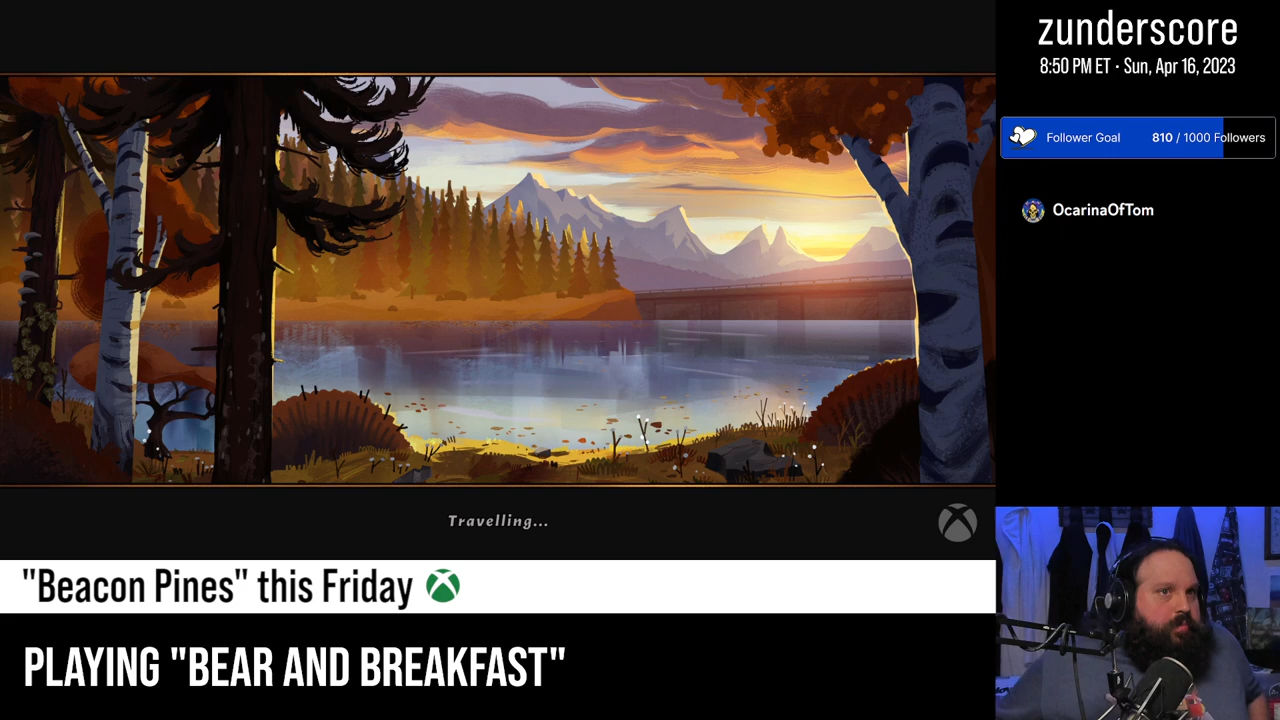 zunderscore
8:50 PM ET · Sun, Apr 16, 2023
Follower Goal 810 / 1000 Followers
OcarinaOfTom
Travelling...
"Beacon Pines" this Friday
PLAYING "BEAR AND BREAKFAST"